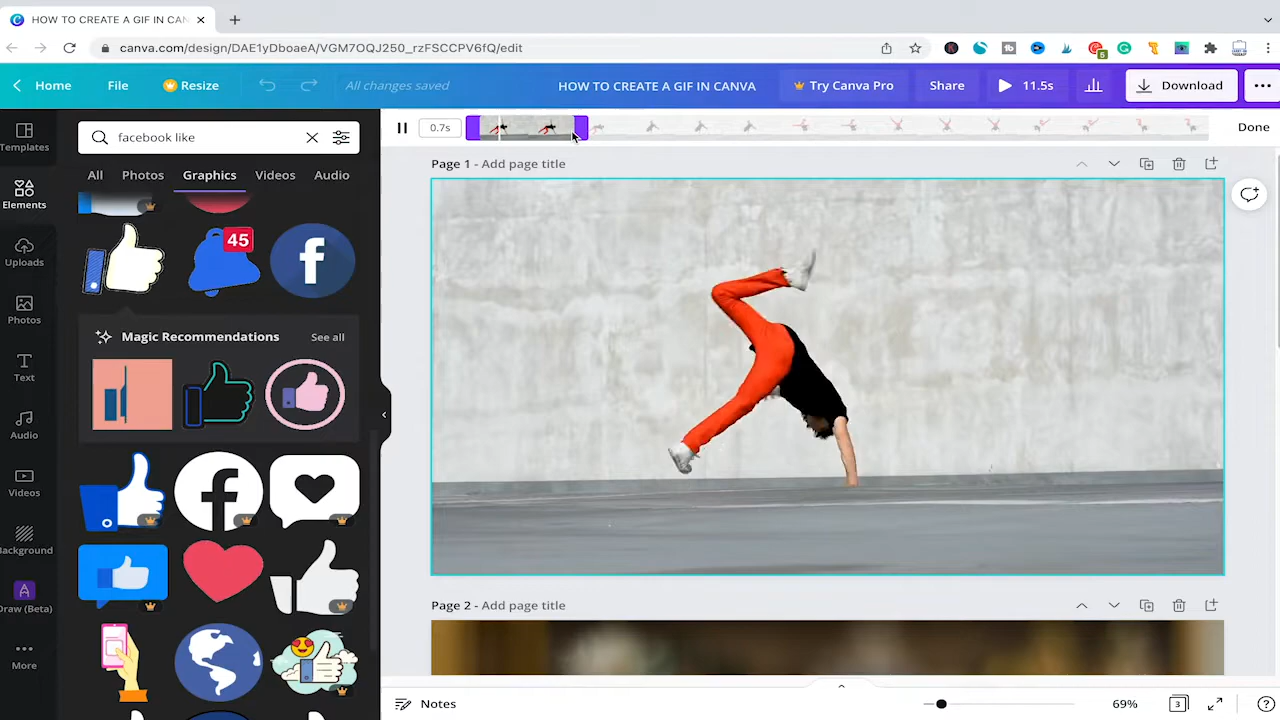 HOW TO CREATE A GIF IN CAN
canva.com/design/DAE1yDboaeA/VGM7OQJ250_rzFSCCPV6fQ/edit
5
Home
File
Resize
All changes saved
HOW TO CREATE A GIF IN CANVA
Try Canva Pro
Share
11.5s
Download
Templates
Elements
Uploads
Photos
Text
Audio
Videos
Background
Draw (Beta)
More
facebook like
All
Photos
Graphics
Videos
Audio
45
f
Magic Recommendations
See all
f
0.7s
Done
Page 1 - Add page title
Page 2 - Add page title
Notes
69%
3